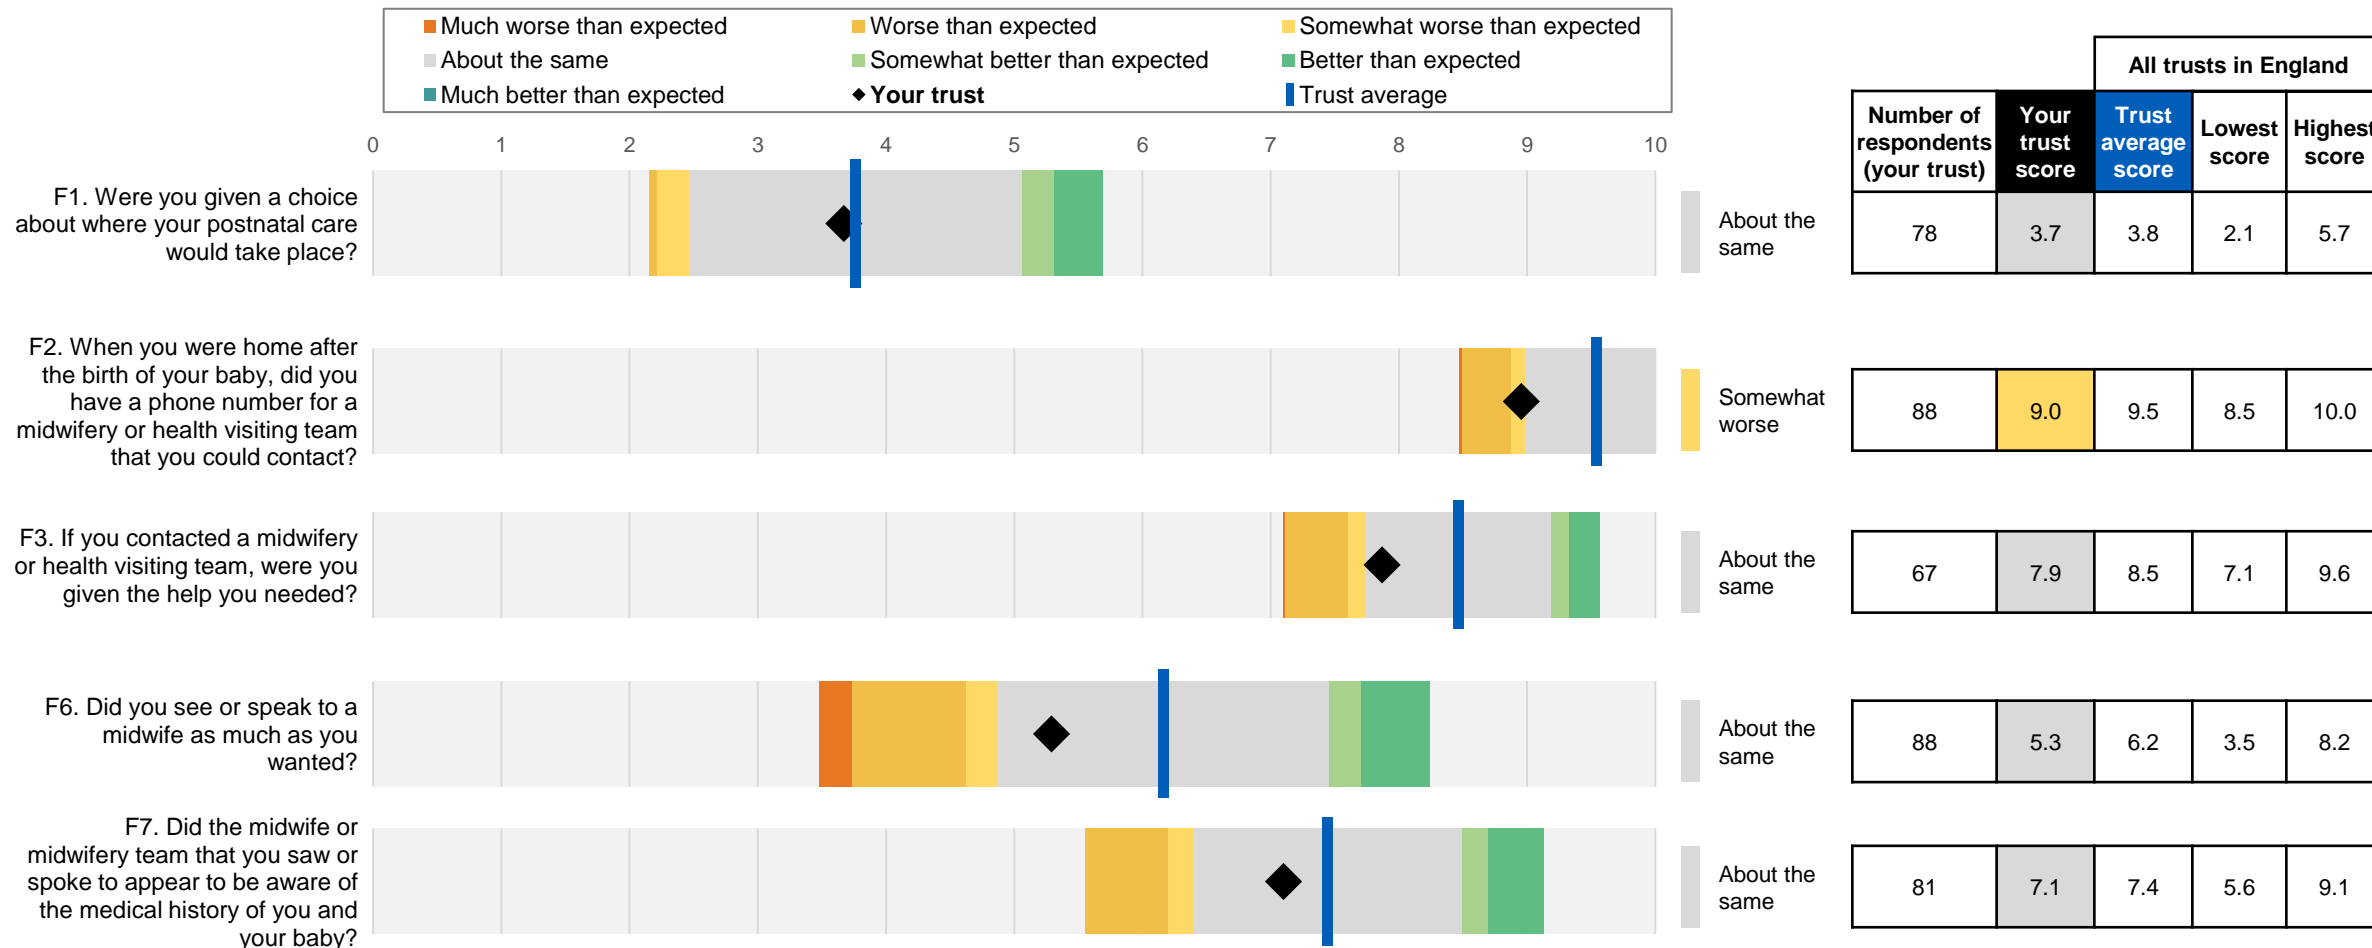 Much worse than expected
Worse than expected
Somewhat worse than expected
About the same
Somewhat better than expected
Better than expected
Much better than expected
Your trust
Trust average
All trusts in England
Number of
respondents
(your trust)
Your
trust
score
Trust
average
score
Lowest
score
Highest
score
0 1 2 3 4 5 6 7 8 9 10
F1. Were you given a choice
about where your postnatal care
would take place?
About the
same
78 3.7 3.8 2.1 5.7
F2. When you were home after
the birth of your baby, did you
have a phone number for a
midwifery or health visiting team
that you could contact?
Somewhat
worse
88 9.0 9.5 8.5 10.0
F3. If you contacted a midwifery
or health visiting team, were you
given the help you needed?
About the
same
67 7.9 8.5 7.1 9.6
F6. Did you see or speak to a
midwife as much as you
wanted?
About the
same
88 5.3 6.2 3.5 8.2
F7. Did the midwife or
midwifery team that you saw or
spoke to appear to be aware of
the medical history of you and
your baby?
About the
same
81 7.1 7.4 5.6 9.1